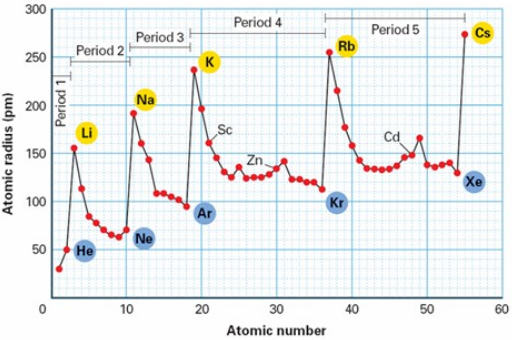 300
250
200
150
100
50
0
10
20
30
40
50
60
Atomic radius (pm)
Atomic number
Period 1
Period 2
Period 3
Period 4
Period 5
Li
Na
K
Rb
Cs
Sc
Zn
Cd
He
Ne
Ar
Kr
Xe